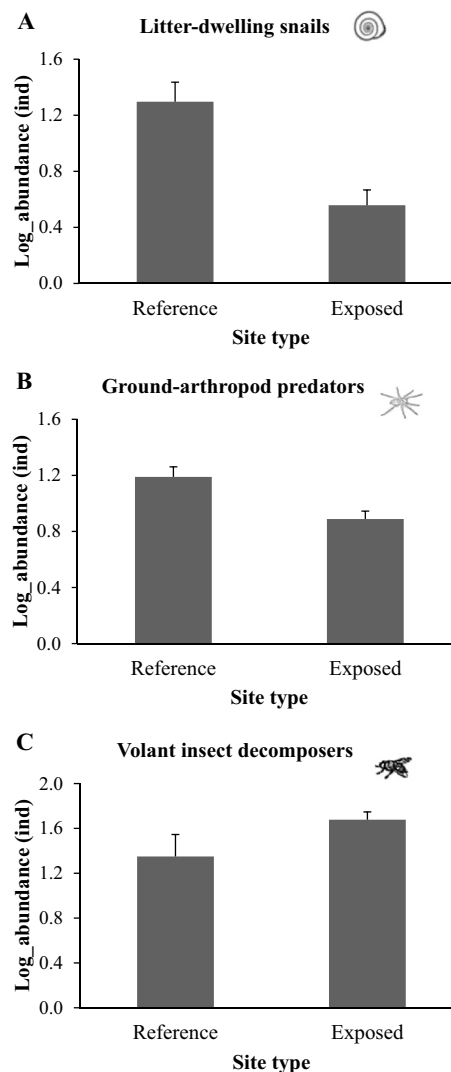 A
Litter-dwelling snails
Log_abundance (ind)
1.6
1.2
0.8
0.4
0.0
Reference Exposed
Site type
B
Ground-arthropod predators
Log_abundance (ind)
1.6
1.2
0.8
0.4
0.0
Reference Exposed
Site type
C
Volant insect decomposers
Log_abundance (ind)
2.0
1.6
1.2
0.8
0.4
0.0
Reference Exposed
Site type